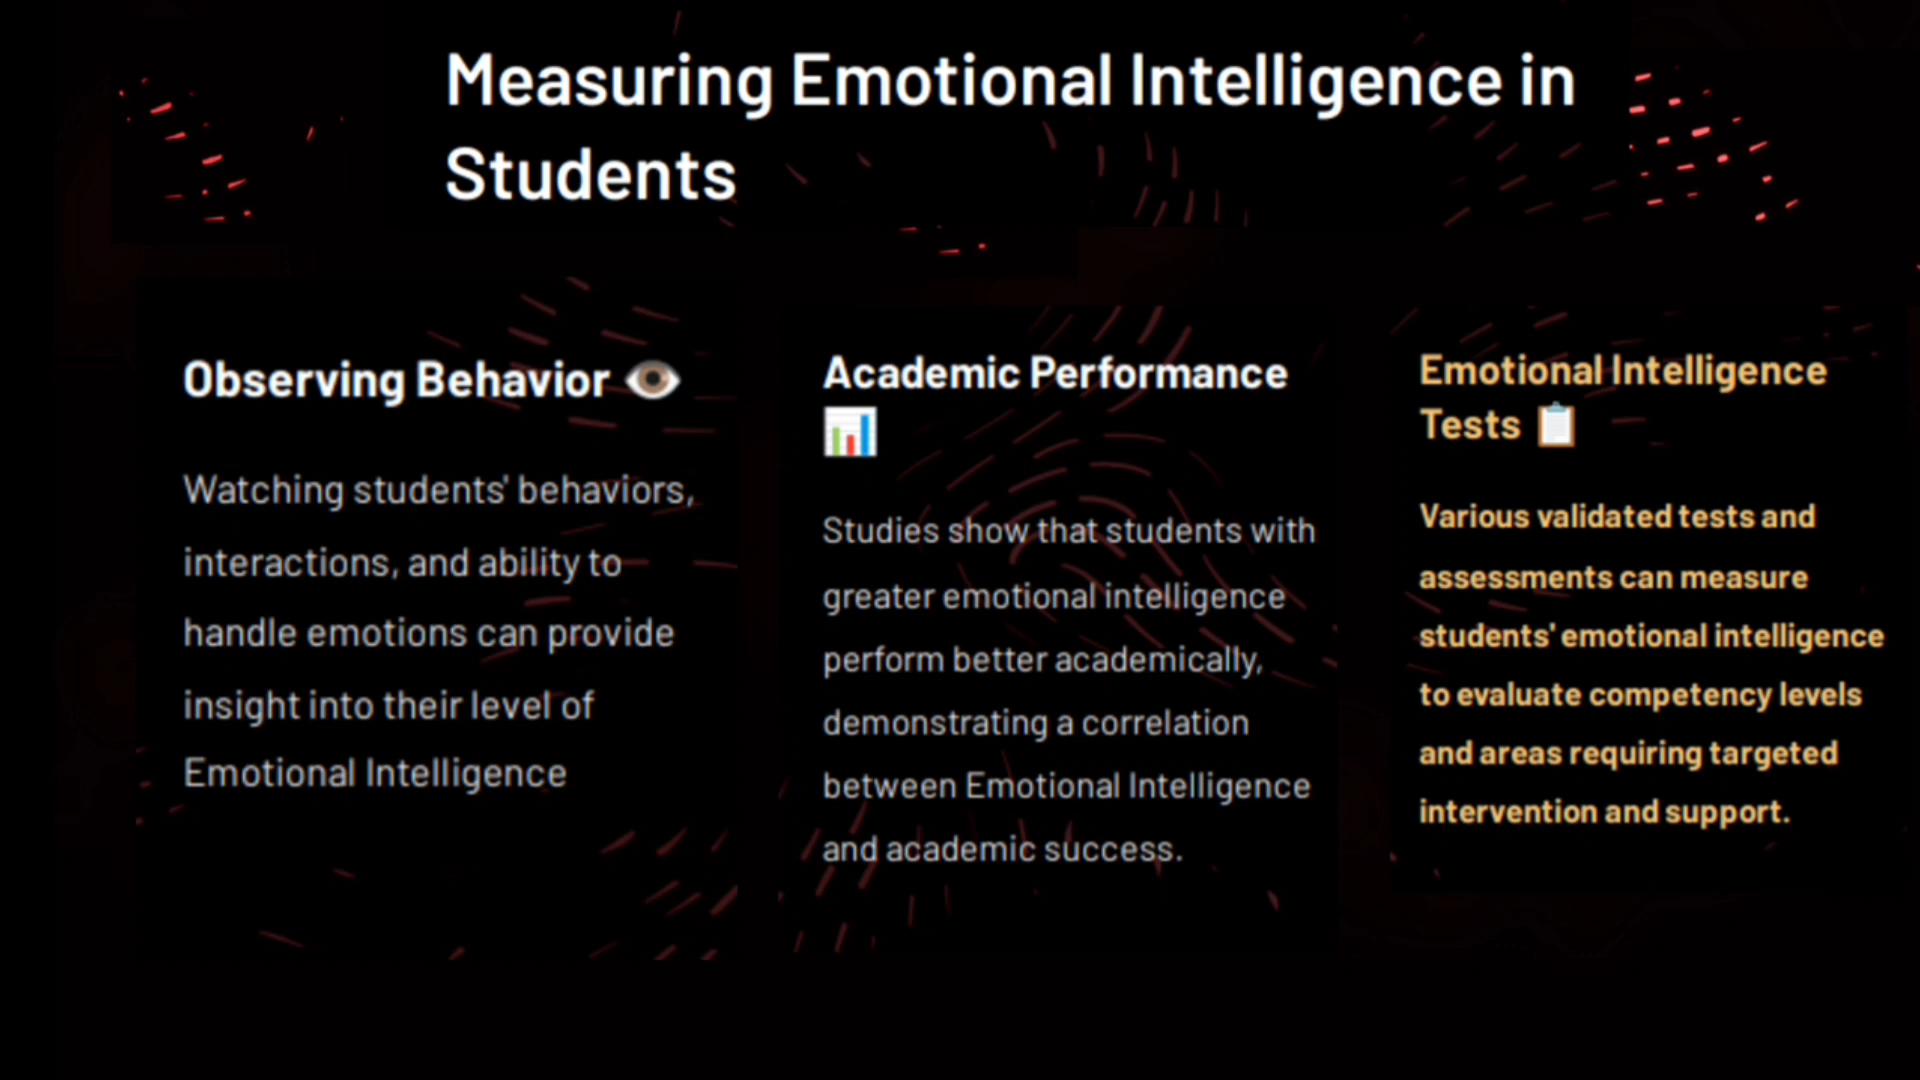 Measuring Emotional Intelligence in
Students
Observing Behavior 👁️
Watching students' behaviors,
interactions, and ability to
handle emotions can provide
insight into their level of
Emotional Intelligence
Academic Performance
📊
Studies show that students with
greater emotional intelligence
perform better academically,
demonstrating a correlation
between Emotional Intelligence
and academic success.
Emotional Intelligence
Tests 📋
Various validated tests and
assessments can measure
students' emotional intelligence
to evaluate competency levels
and areas requiring targeted
intervention and support.